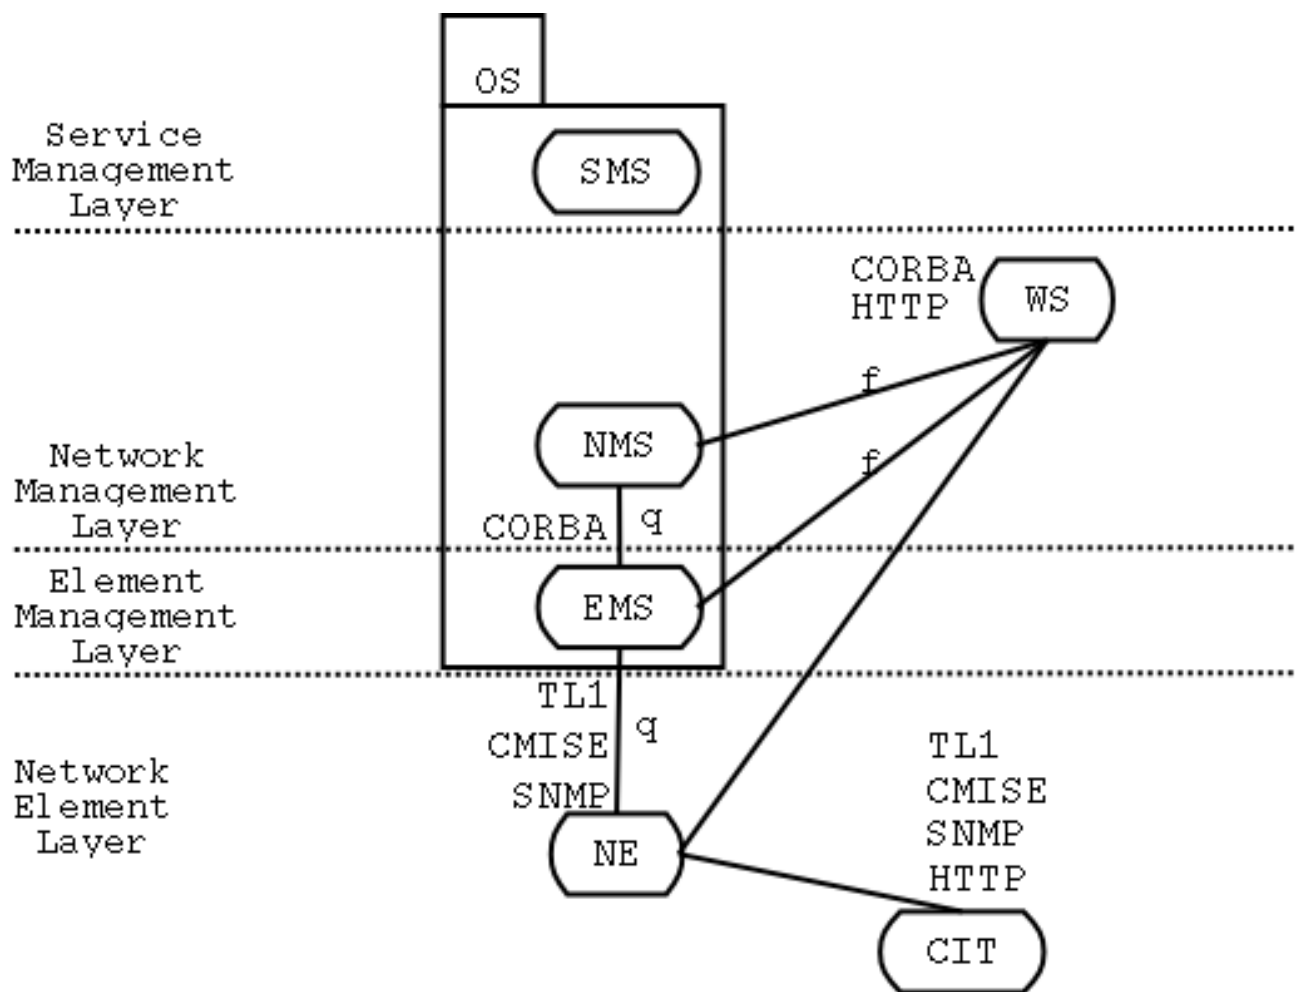 OS
Service
Management
Layer
SMS
CORBA
HTTP
WS
f
NMS
f
Network
Management
Layer
CORBA
q
Element
Management
Layer
EMS
TL1
q
CMISE
SNMP
Network
Element
Layer
NE
TL1
CMISE
SNMP
HTTP
CIT